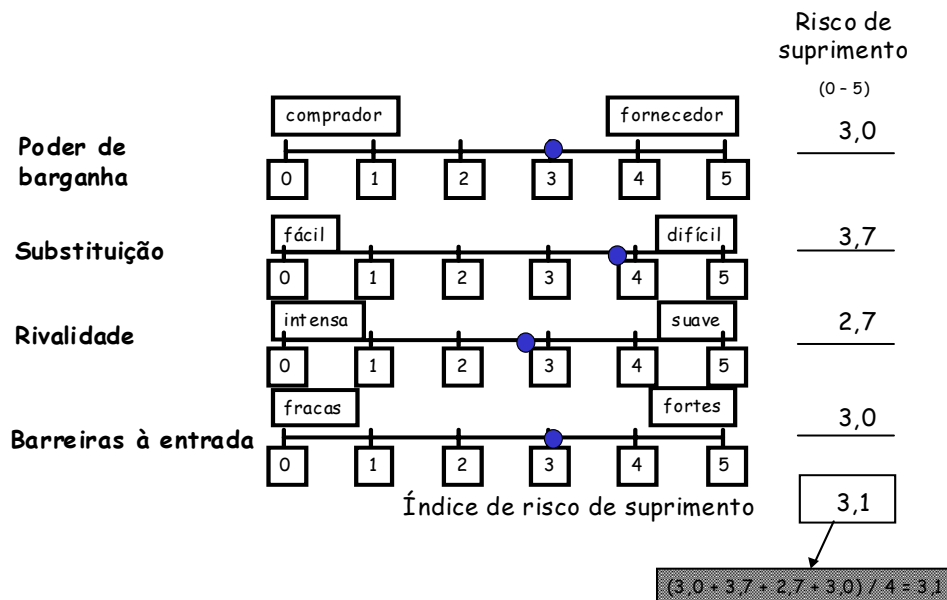 Risco de
suprimento
(0 - 5)
comprador
fornecedor
3,0
Poder de
barganha
0 1 2 3 4 5
fácil
difícil
Substituição
3,7
0 1 2 3 4 5
intensa
suave
Rivalidade
2,7
0 1 2 3 4 5
fracas
fortes
Barreiras à entrada
3,0
0 1 2 3 4 5
Índice de risco de suprimento
3,1
(3,0 + 3,7 + 2,7 + 3,0) / 4 = 3,1